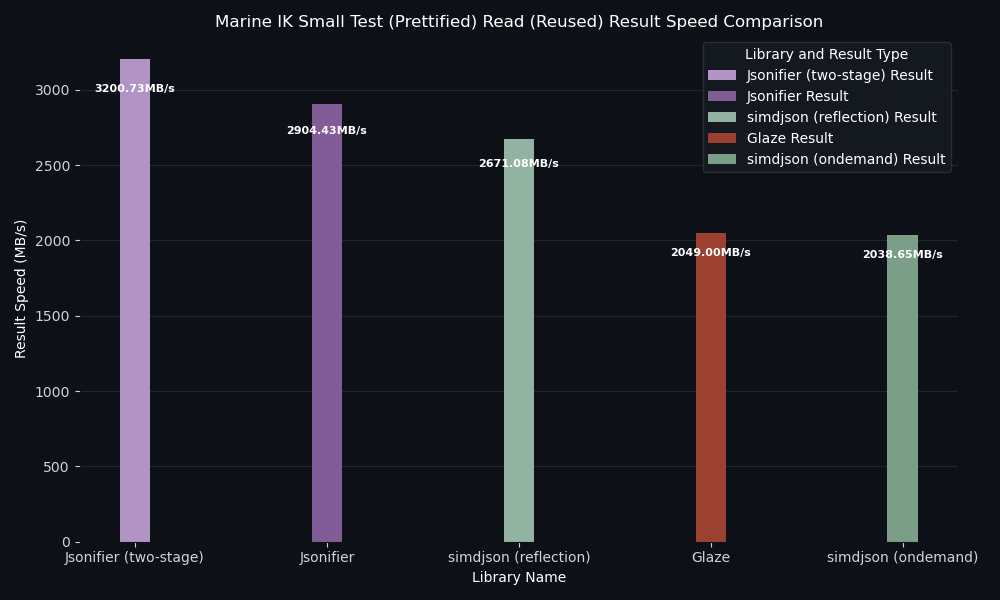 Marine IK Small Test (Prettified) Read (Reused) Result Speed Comparison
Library and Result Type
Jsonifier (two-stage) Result
Jsonifier Result
simdjson (reflection) Result
Glaze Result
simdjson (ondemand) Result
Result Speed (MB/s)
3000
2500
2000
1500
1000
500
0
3200.73MB/s
2904.43MB/s
2671.08MB/s
2049.00MB/s
2038.65MB/s
Jsonifier (two-stage)
Jsonifier
simdjson (reflection)
Glaze
simdjson (ondemand)
Library Name